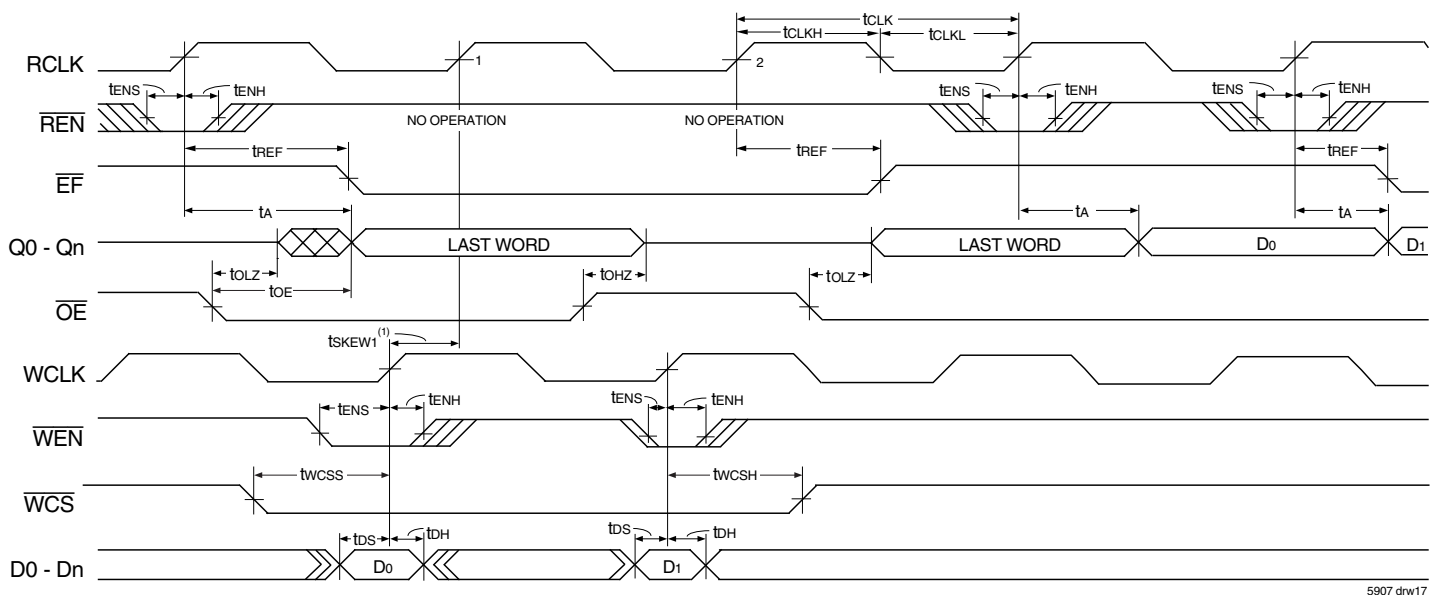 tCLK
tCLKH tCLKL
RCLK 1 2
tENS tENH tENS tENH tENS tENH
REN NO OPERATION NO OPERATION
tREF tREF tREF
EF
tA tA tA
Q0 - Qn LAST WORD LAST WORD D0 D1
tOLZ tOHZ tOLZ
tOE
OE
tSKEW1(1)
WCLK
tENS tENH tENS tENH
WEN
tWCSS tWCSH
WCS
tDS tDH tDS tDH
D0 - Dn D0 D1
5907 drw17